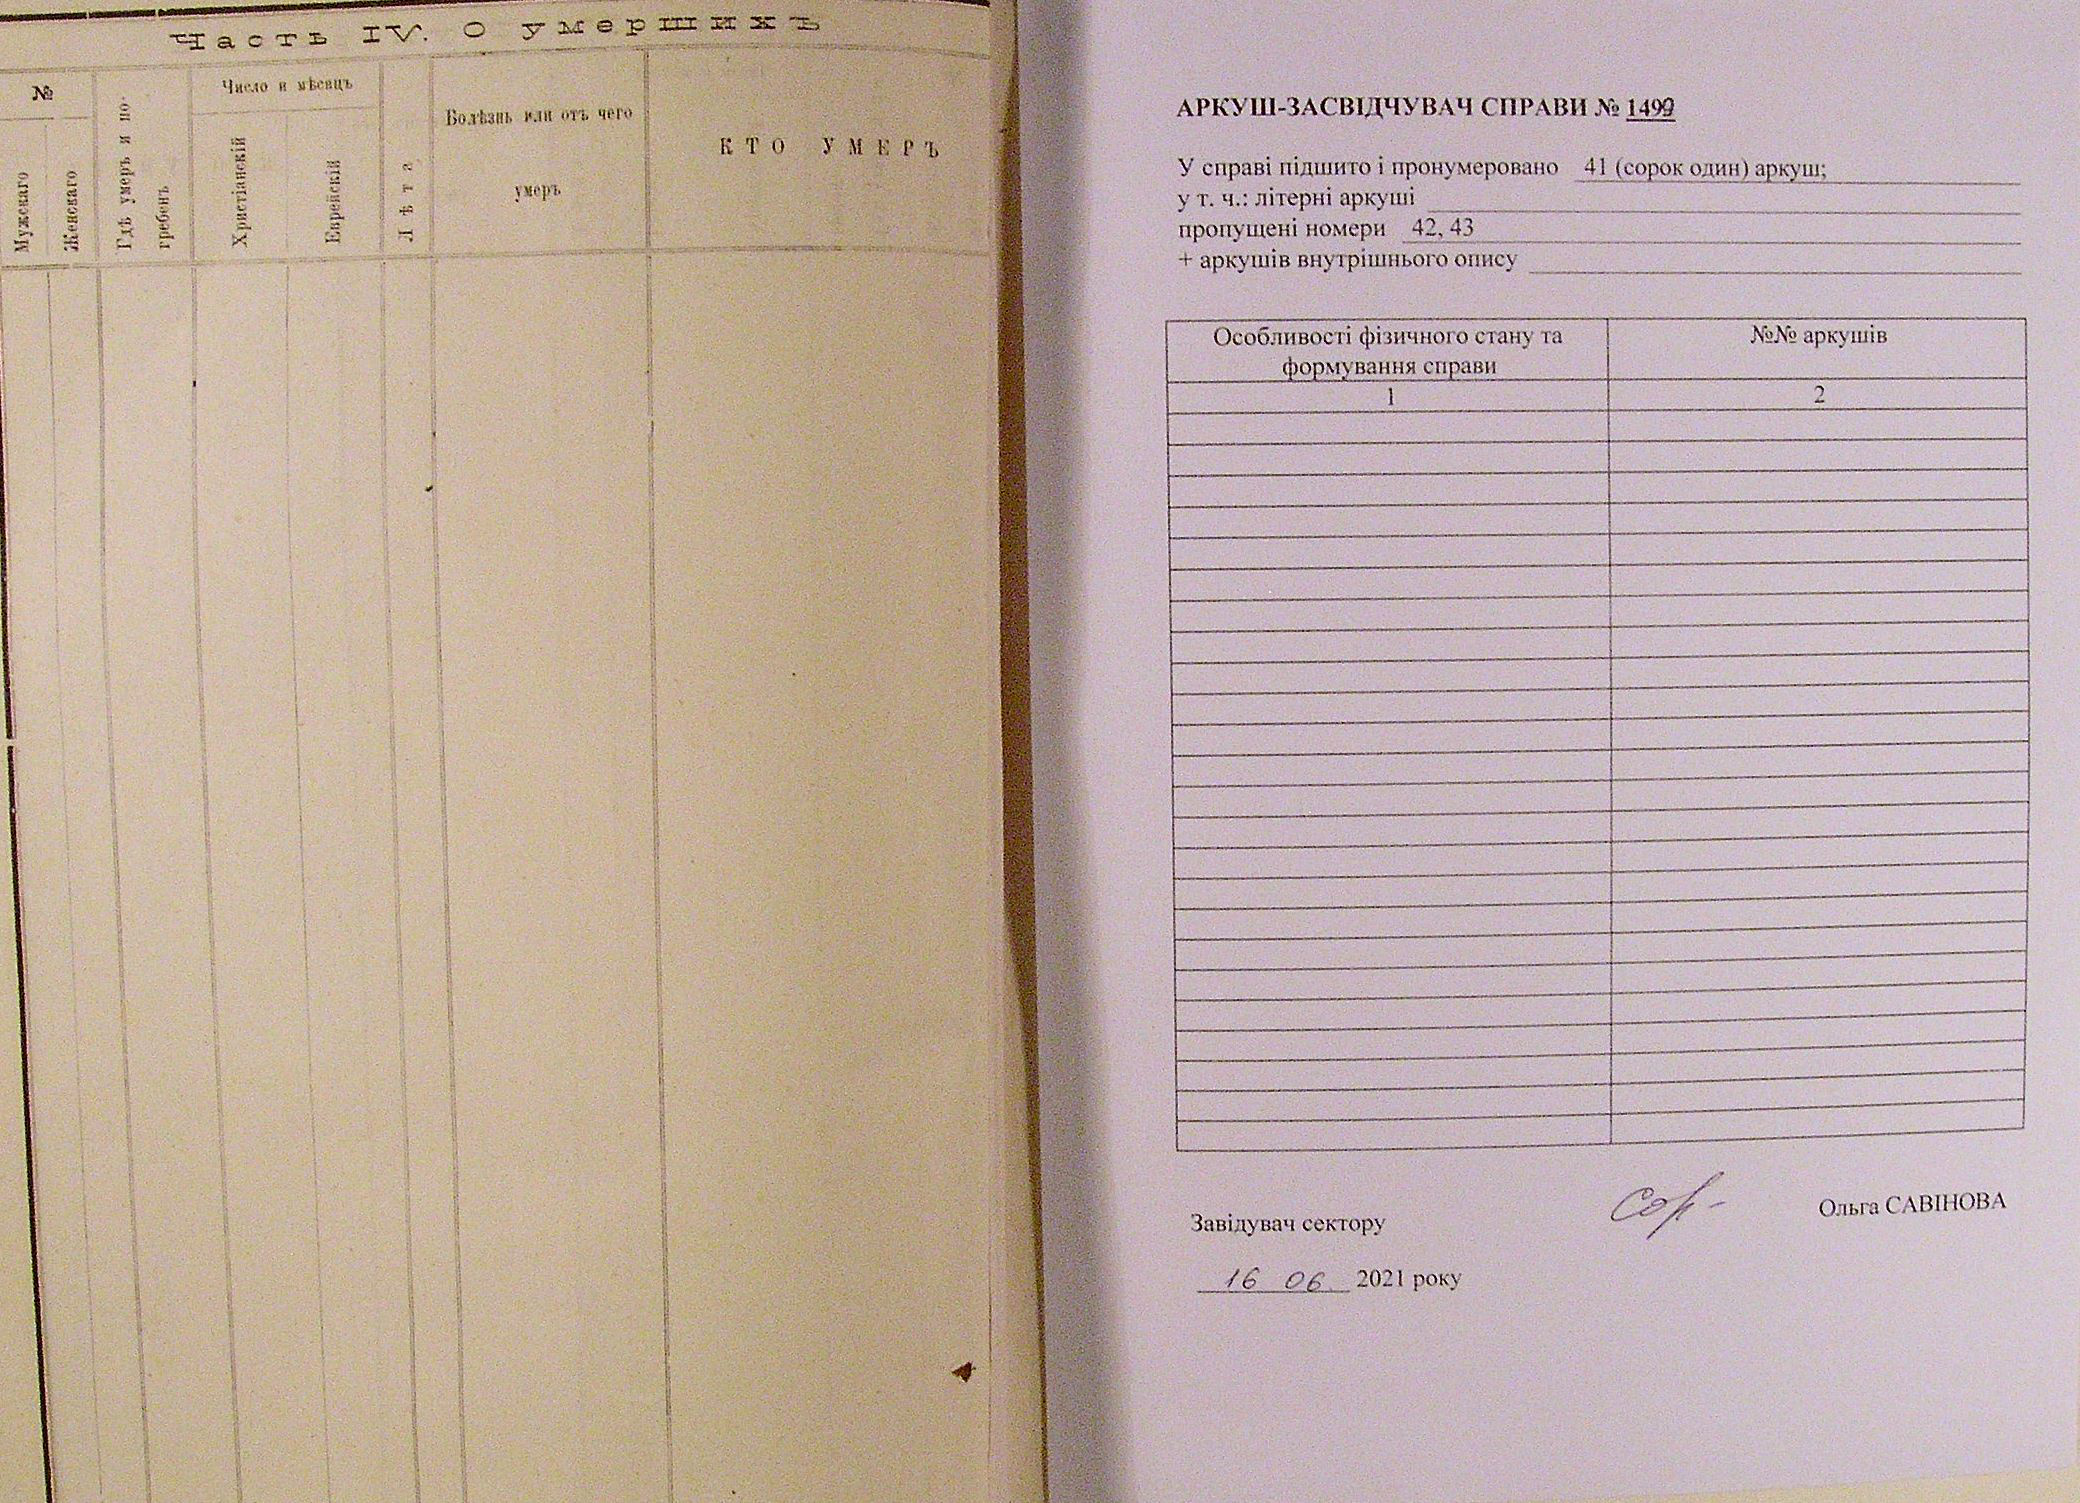 Часть IV. О умершихъ
№
Мужскаго
Женскаго
Гдѣ умеръ и по-
гребенъ
Число и мѣсяцъ
Христіанскій
Еврейскій
Лѣта
Болѣзнь или отъ чего
умеръ
КТО УМЕРЪ
АРКУШ-ЗАСВІДЧУВАЧ СПРАВИ № 1499
У справі підшито і пронумеровано 41 (сорок один) аркуш;
у т. ч.: літерні аркуші
пропущені номери 42, 43
+ аркушів внутрішнього опису
Особливості фізичного стану та
формування справи
№№ аркушів
1
2
Завідувач сектору
Ольга САВІНОВА
16 06. 2021 року